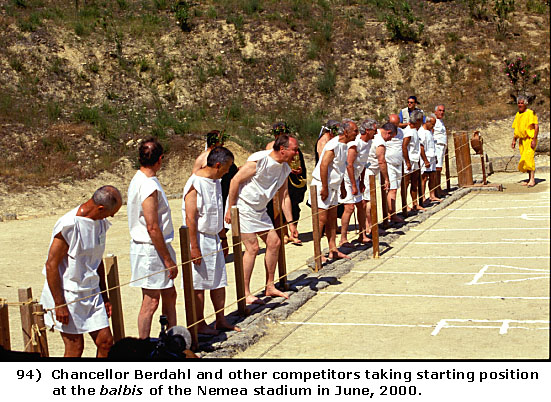 94) Chancellor Berdahl and other competitors taking starting position
at the balbis of the Nemea stadium in June, 2000.